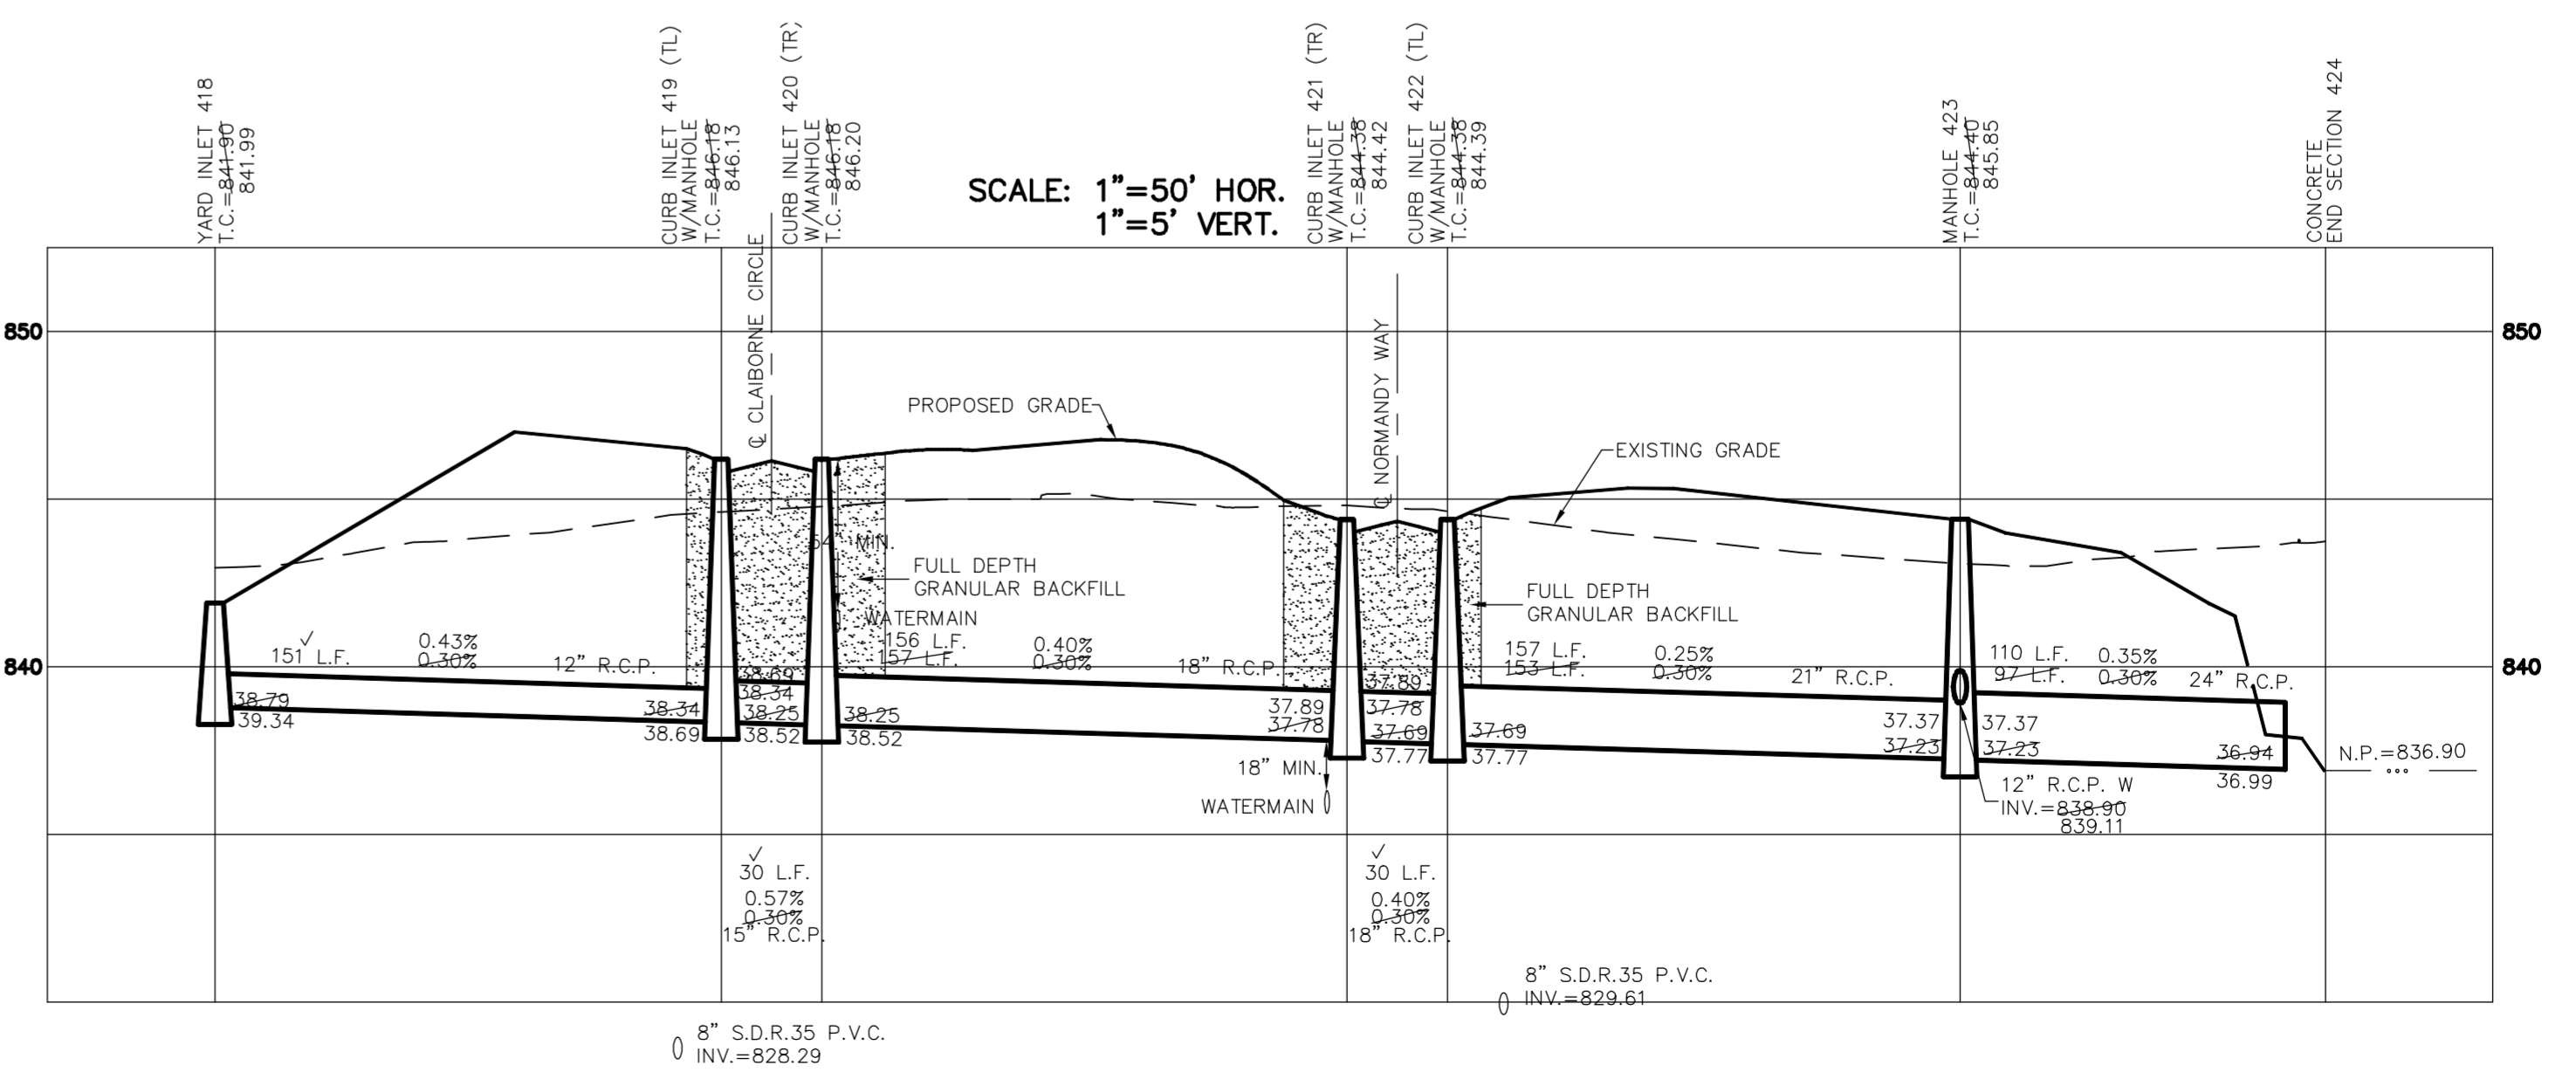 YARD INLET 418
T.C.=841.90
841.99
CURB INLET 419 (TL)
W/MANHOLE
T.C.=846.18
846.13
℄ CLAIBORNE CIRCLE
CURB INLET 420 (TR)
W/MANHOLE
T.C.=846.18
846.20
SCALE: 1"=50' HOR.
1"=5' VERT.
CURB INLET 421 (TR)
W/MANHOLE
T.C.=844.38
844.42
℄ NORMANDY WAY
CURB INLET 422 (TL)
W/MANHOLE
T.C.=844.38
844.39
MANHOLE 423
T.C.=844.40
845.85
CONCRETE
END SECTION 424
850
850
PROPOSED GRADE
EXISTING GRADE
54" MIN.
FULL DEPTH
GRANULAR BACKFILL
WATERMAIN
FULL DEPTH
GRANULAR BACKFILL
840
840
✓
151 L.F.
0.43%
0.30%
12" R.C.P.
156 L.F.
157 L.F.
0.40%
0.30%
18" R.C.P.
157 L.F.
153 L.F.
0.25%
0.30%
21" R.C.P.
110 L.F.
97 L.F.
0.35%
0.30%
24" R.C.P.
38.79
39.34
38.34
38.69
38.69
38.34
38.25
38.52
38.25
38.52
37.89
37.78
37.89
37.78
37.69
37.77
37.69
37.77
37.37
37.23
37.37
37.23
36.94
36.99
N.P.=836.90
18" MIN.
WATERMAIN
12" R.C.P. W
INV.=838.90
839.11
✓
30 L.F.
0.57%
0.30%
15" R.C.P.
✓
30 L.F.
0.40%
0.30%
18" R.C.P.
8" S.D.R.35 P.V.C.
INV.=829.61
8" S.D.R.35 P.V.C.
INV.=828.29